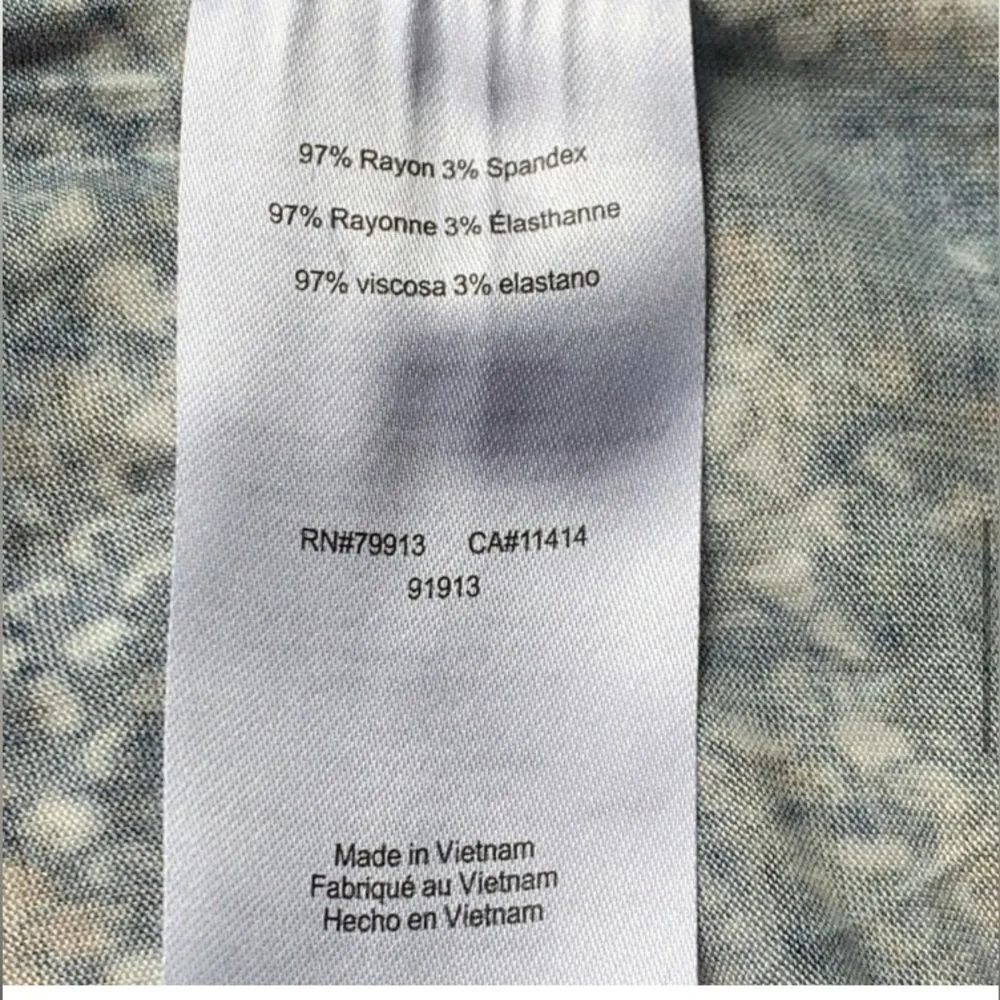 97% Rayon 3% Spandex
97% Rayonne 3% Élasthanne
97% viscosa 3% elastano
RN#79913 CA#11414
91913
Made in Vietnam
Fabriqué au Vietnam
Hecho en Vietnam